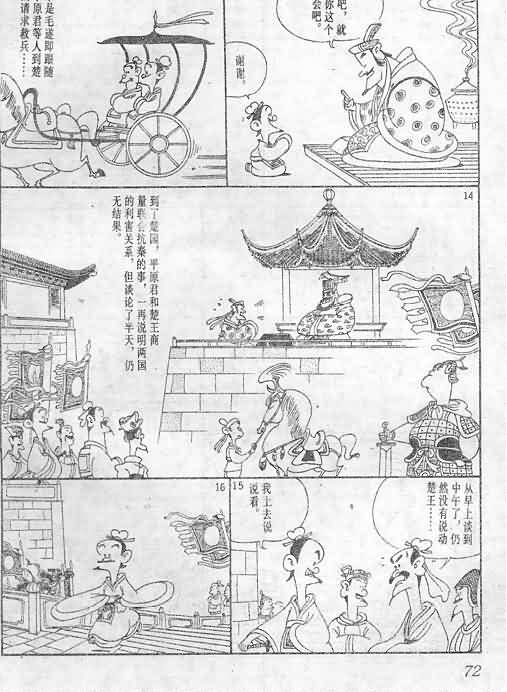 吧，就
你这个
会吧。
谢谢。
是毛遂即跟随
原君等人到楚
请求救兵……
14
到了楚国，平原君和楚王商
量联合抗秦的事，一再说明两国
的利害关系，但谈论了半天，仍
无结果。
15
从早上谈到
中午了，仍
然没有说动
楚王……
我上去说
说看。
16
72